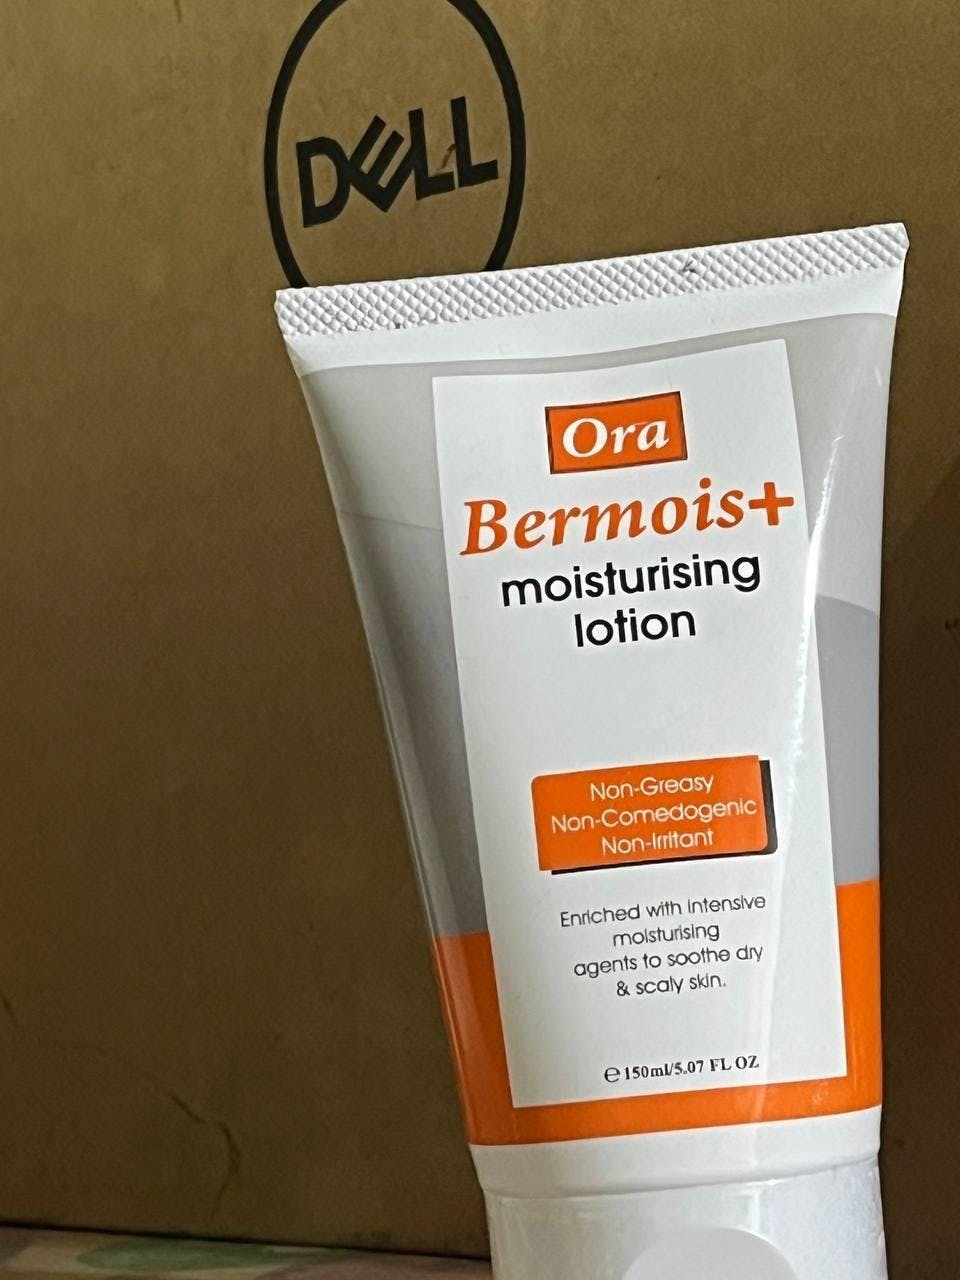 DELL
Ora
Bermois+
moisturising
lotion
Non-Greasy
Non-Comedogenic
Non-Irritant
Enriched with intensive
moisturising
agents to soothe dry
& scaly skin.
℮ 150ml/5.07 FL OZ